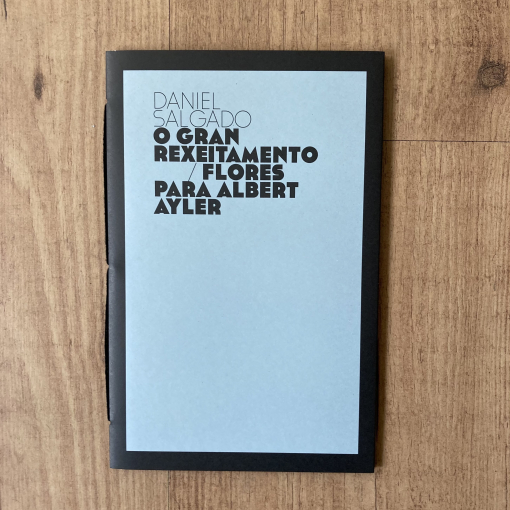 DANIEL
SALGADO
O GRAN
REXEITAMENTO
/ FLORES
PARA ALBERT
AYLER